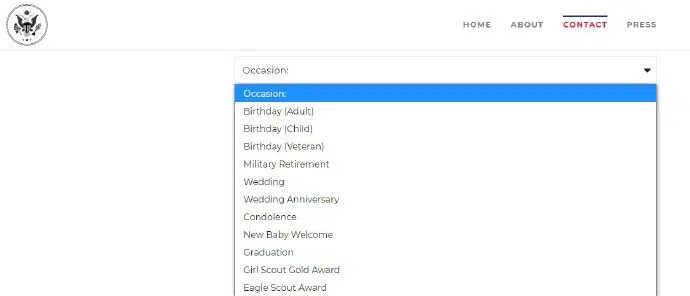 HOME ABOUT CONTACT PRESS
Occasion:
Occasion:
Birthday (Adult)
Birthday (Child)
Birthday (Veteran)
Military Retirement
Wedding
Wedding Anniversary
Condolence
New Baby Welcome
Graduation
Girl Scout Gold Award
Eagle Scout Award